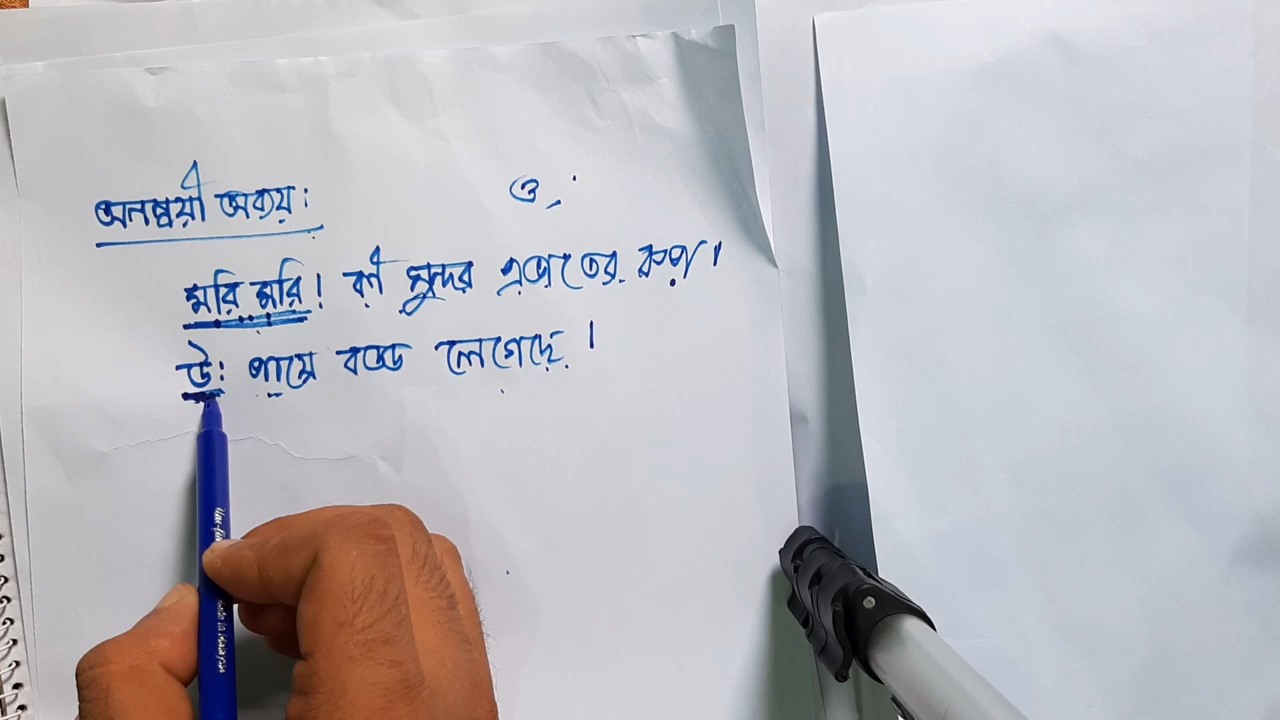 অনন্বয়ী অব্যয়:
ও,
মরি মরি! কী সুন্দর প্রভাতের রূপ।
উ: পায়ে বড্ড লেগেছে।